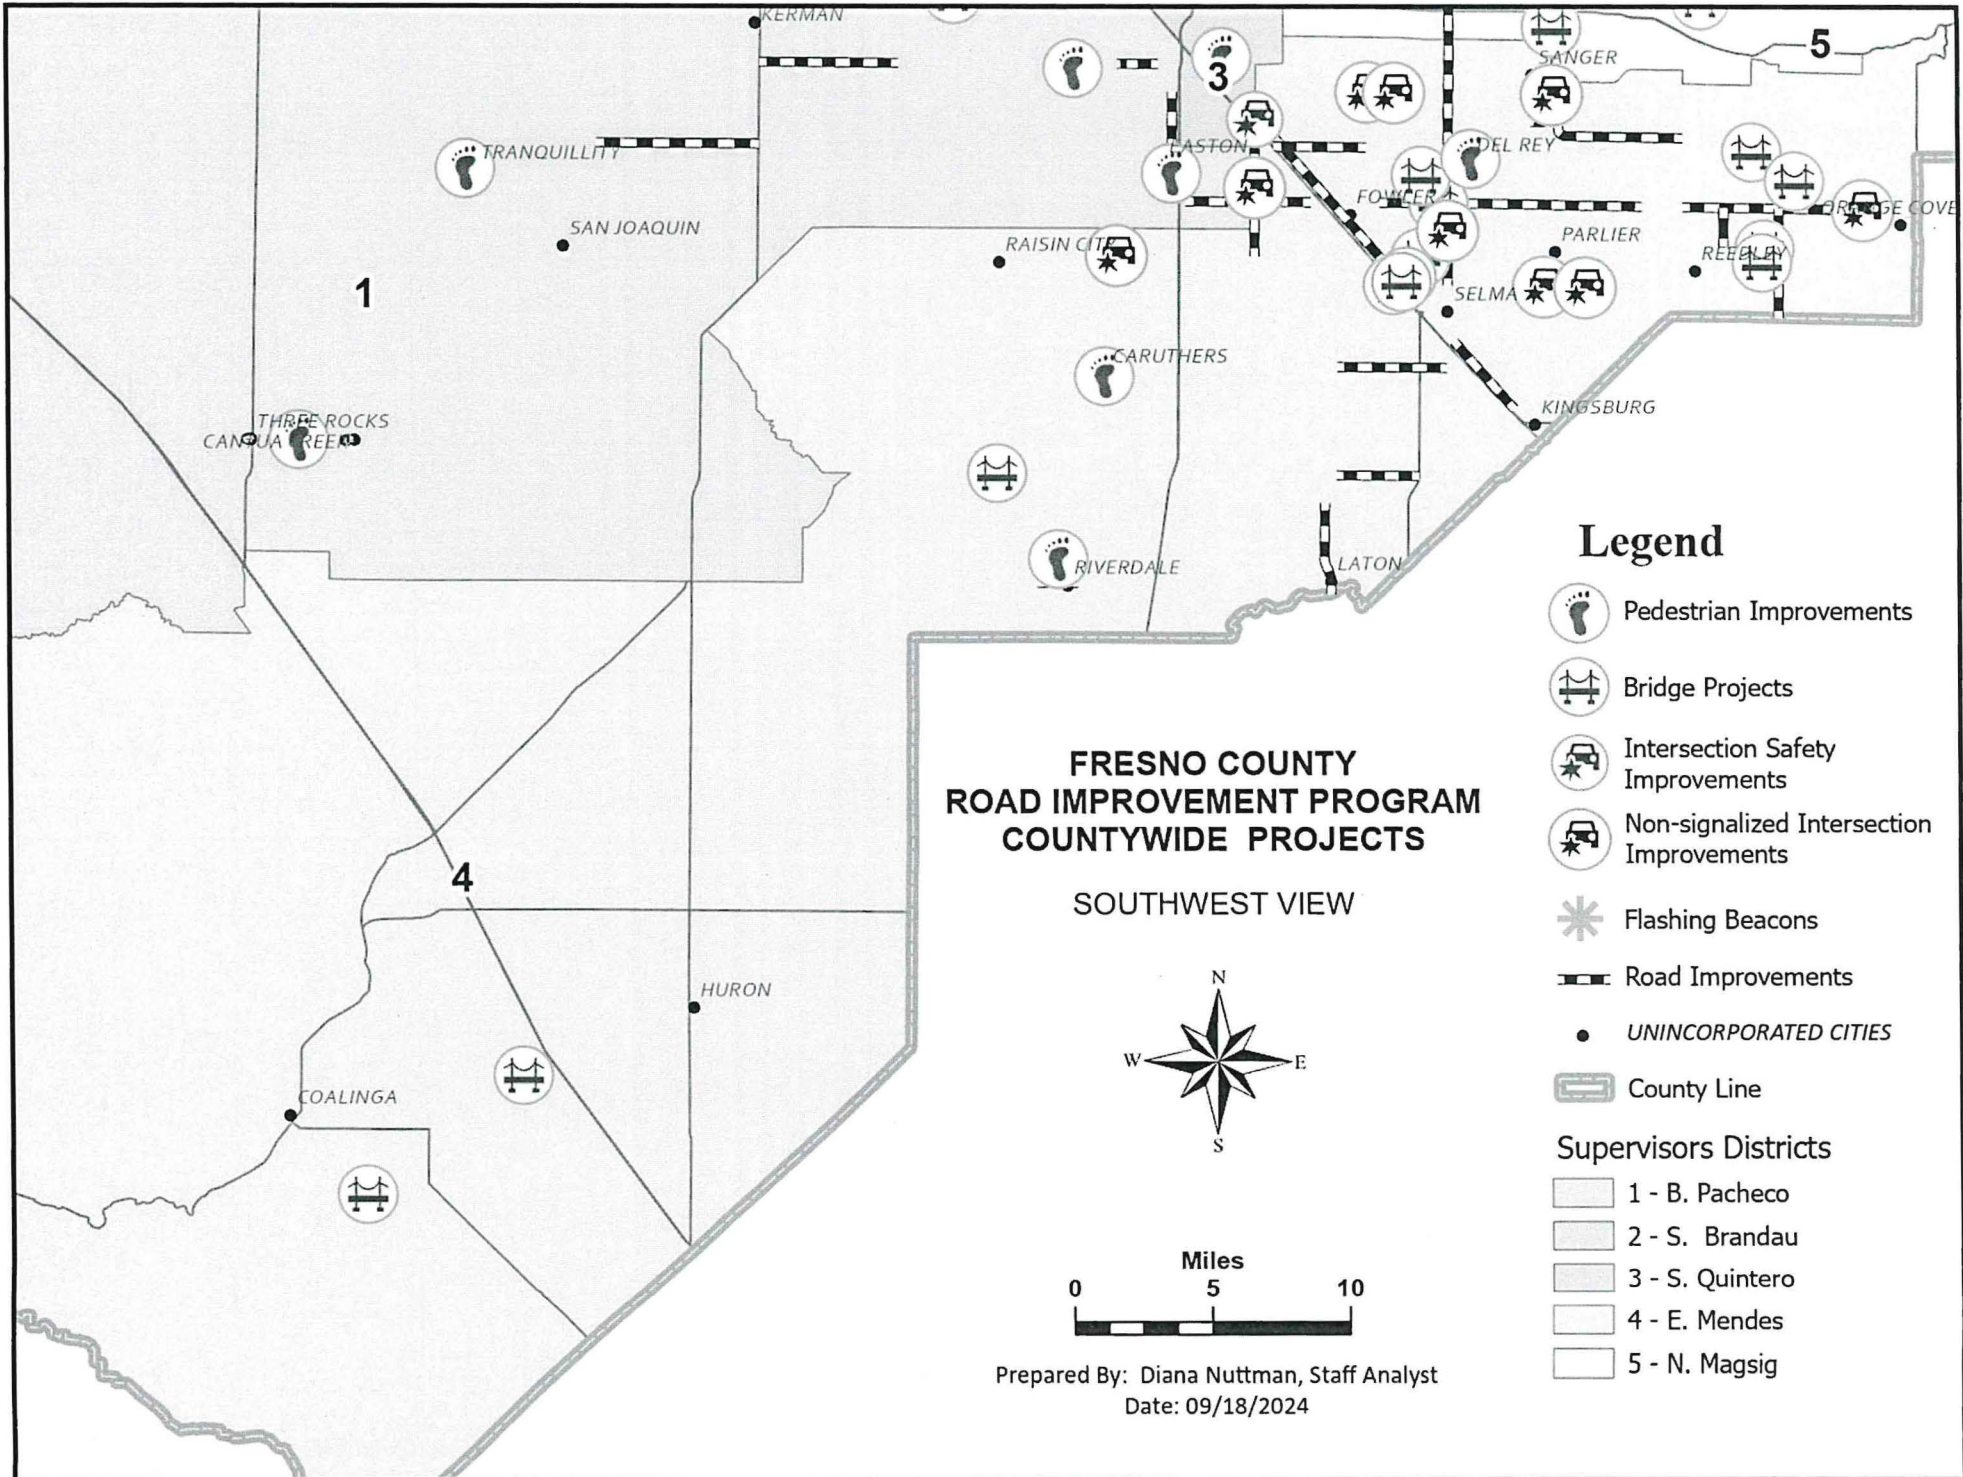 KERMAN
5
SANGER
3
TRANQUILLITY
EASTON
DEL REY
FOWLER
ORANGE COVE
SAN JOAQUIN
RAISIN CITY
PARLIER
REEDLEY
1
SELMA
CARUTHERS
THREE ROCKS
CANTUA CREEK
KINGSBURG
RIVERDALE
LATON
4
HURON
COALINGA
FRESNO COUNTY
ROAD IMPROVEMENT PROGRAM
COUNTYWIDE PROJECTS
SOUTHWEST VIEW
N
W
E
S
Miles
0 5 10
Prepared By: Diana Nuttman, Staff Analyst
Date: 09/18/2024
Legend
Pedestrian Improvements
Bridge Projects
Intersection Safety
Improvements
Non-signalized Intersection
Improvements
Flashing Beacons
Road Improvements
UNINCORPORATED CITIES
County Line
Supervisors Districts
1 - B. Pacheco
2 - S. Brandau
3 - S. Quintero
4 - E. Mendes
5 - N. Magsig